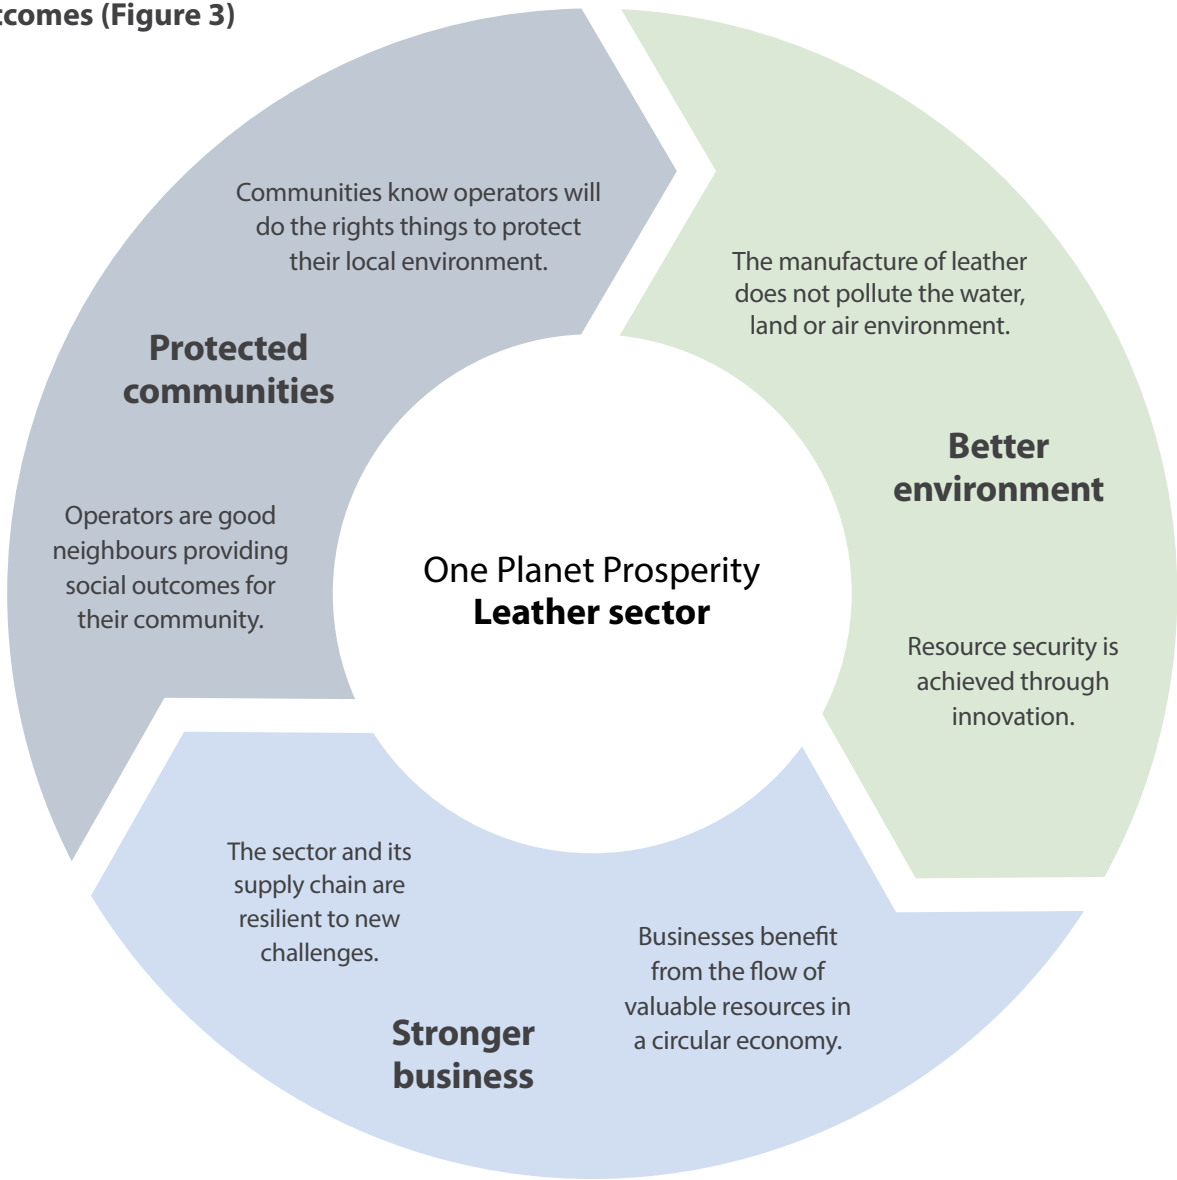 tcomes (Figure 3)
Communities know operators will
do the rights things to protect
their local environment.
Protected
communities
Operators are good
neighbours providing
social outcomes for
their community.
The manufacture of leather
does not pollute the water,
land or air environment.
Better
environment
Resource security is
achieved through
innovation.
One Planet Prosperity
Leather sector
The sector and its
supply chain are
resilient to new
challenges.
Stronger
business
Businesses benefit
from the flow of
valuable resources in
a circular economy.